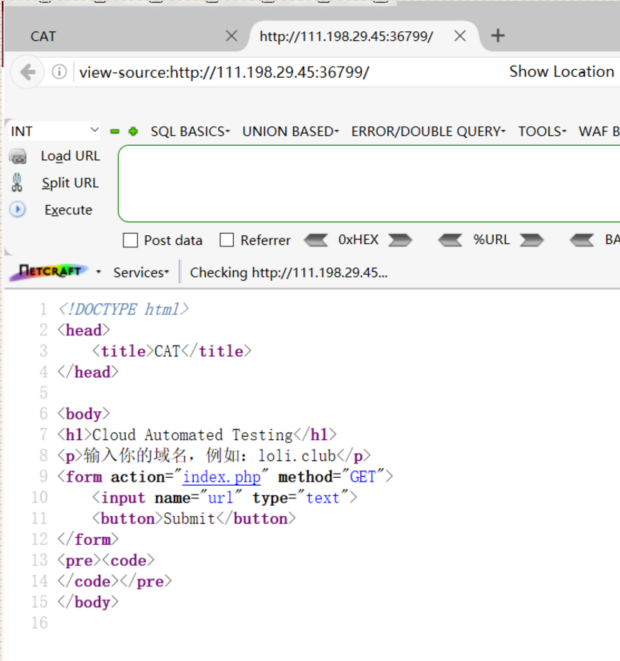 CAT × http://111.198.29.45:36799/ × +
view-source:http://111.198.29.45:36799/ Show Location
INT SQL BASICS UNION BASED ERROR/DOUBLE QUERY TOOLS WAF B
Load URL
Split URL
Execute
Post data Referrer 0xHEX %URL BA
NETCRAFT Services Checking http://111.198.29.45...
1 <!DOCTYPE html>
2 <head>
3 <title>CAT</title>
4 </head>
5
6 <body>
7 <h1>Cloud Automated Testing</h1>
8 <p>输入你的域名，例如：loli.club</p>
9 <form action="index.php" method="GET">
10 <input name="url" type="text">
11 <button>Submit</button>
12 </form>
13 <pre><code>
14 </code></pre>
15 </body>
16